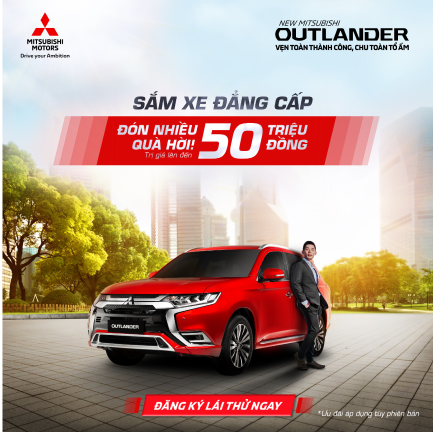 MITSUBISHI
MOTORS
Drive your Ambition
NEW MITSUBISHI
OUTLANDER
VẸN TOÀN THÀNH CÔNG, CHU TOÀN TỔ ẤM
SẮM XE ĐẲNG CẤP
ĐÓN NHIỀU
QUÀ HỜI!
Trị giá lên đến
50 TRIỆU
ĐỒNG
OUTLANDER
ĐĂNG KÝ LÁI THỬ NGAY
*Ưu đãi áp dụng tùy phiên bản